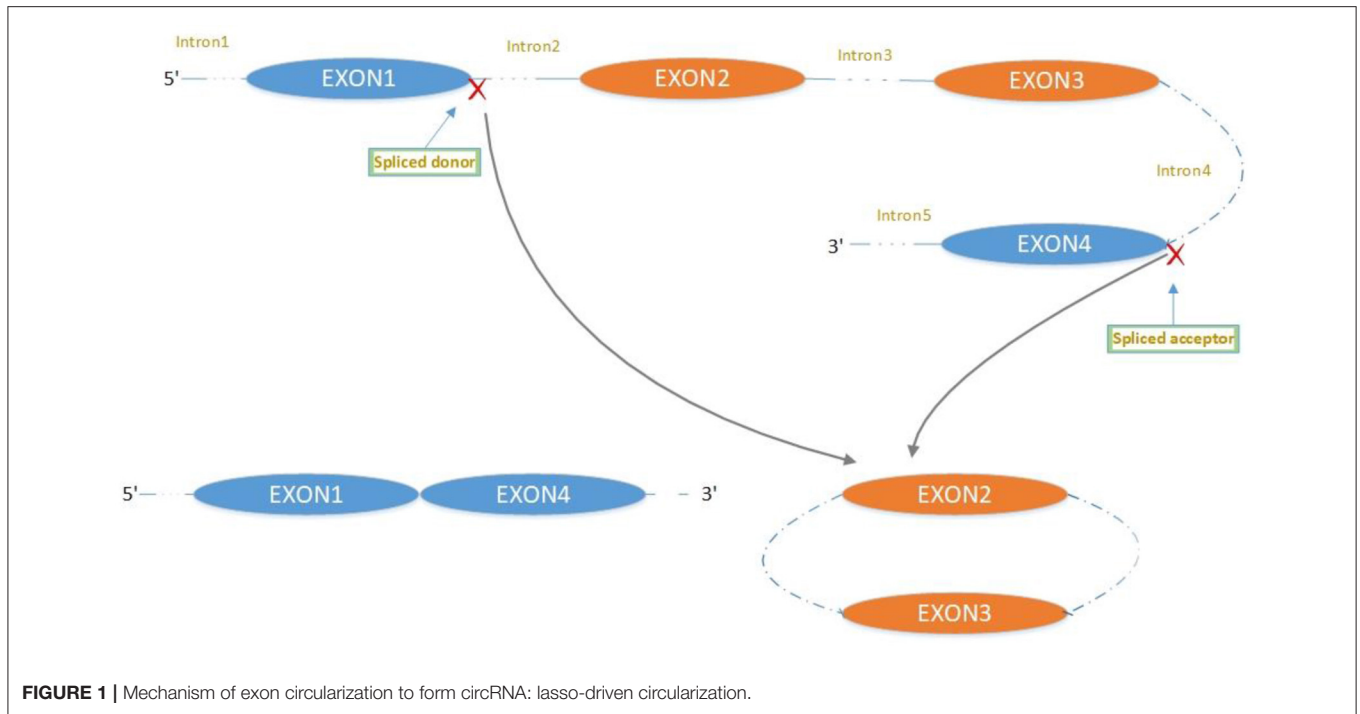 Intron1
Intron2
Intron3
5' EXON1 EXON2 EXON3
Spliced donor
Intron4
Intron5
3' EXON4
Spliced acceptor
5' EXON1 EXON4 3' EXON2
EXON3
FIGURE 1 | Mechanism of exon circularization to form circRNA: lasso-driven circularization.